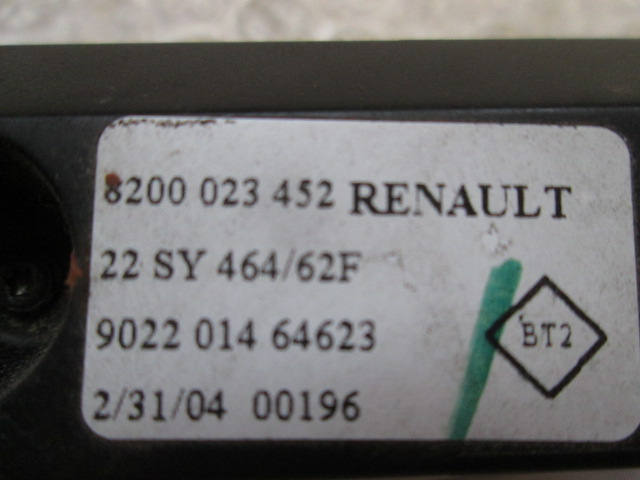 8200 023 452 RENAULT
22 SY 464/62F
9022 014 64623
BT2
2/31/04 00196